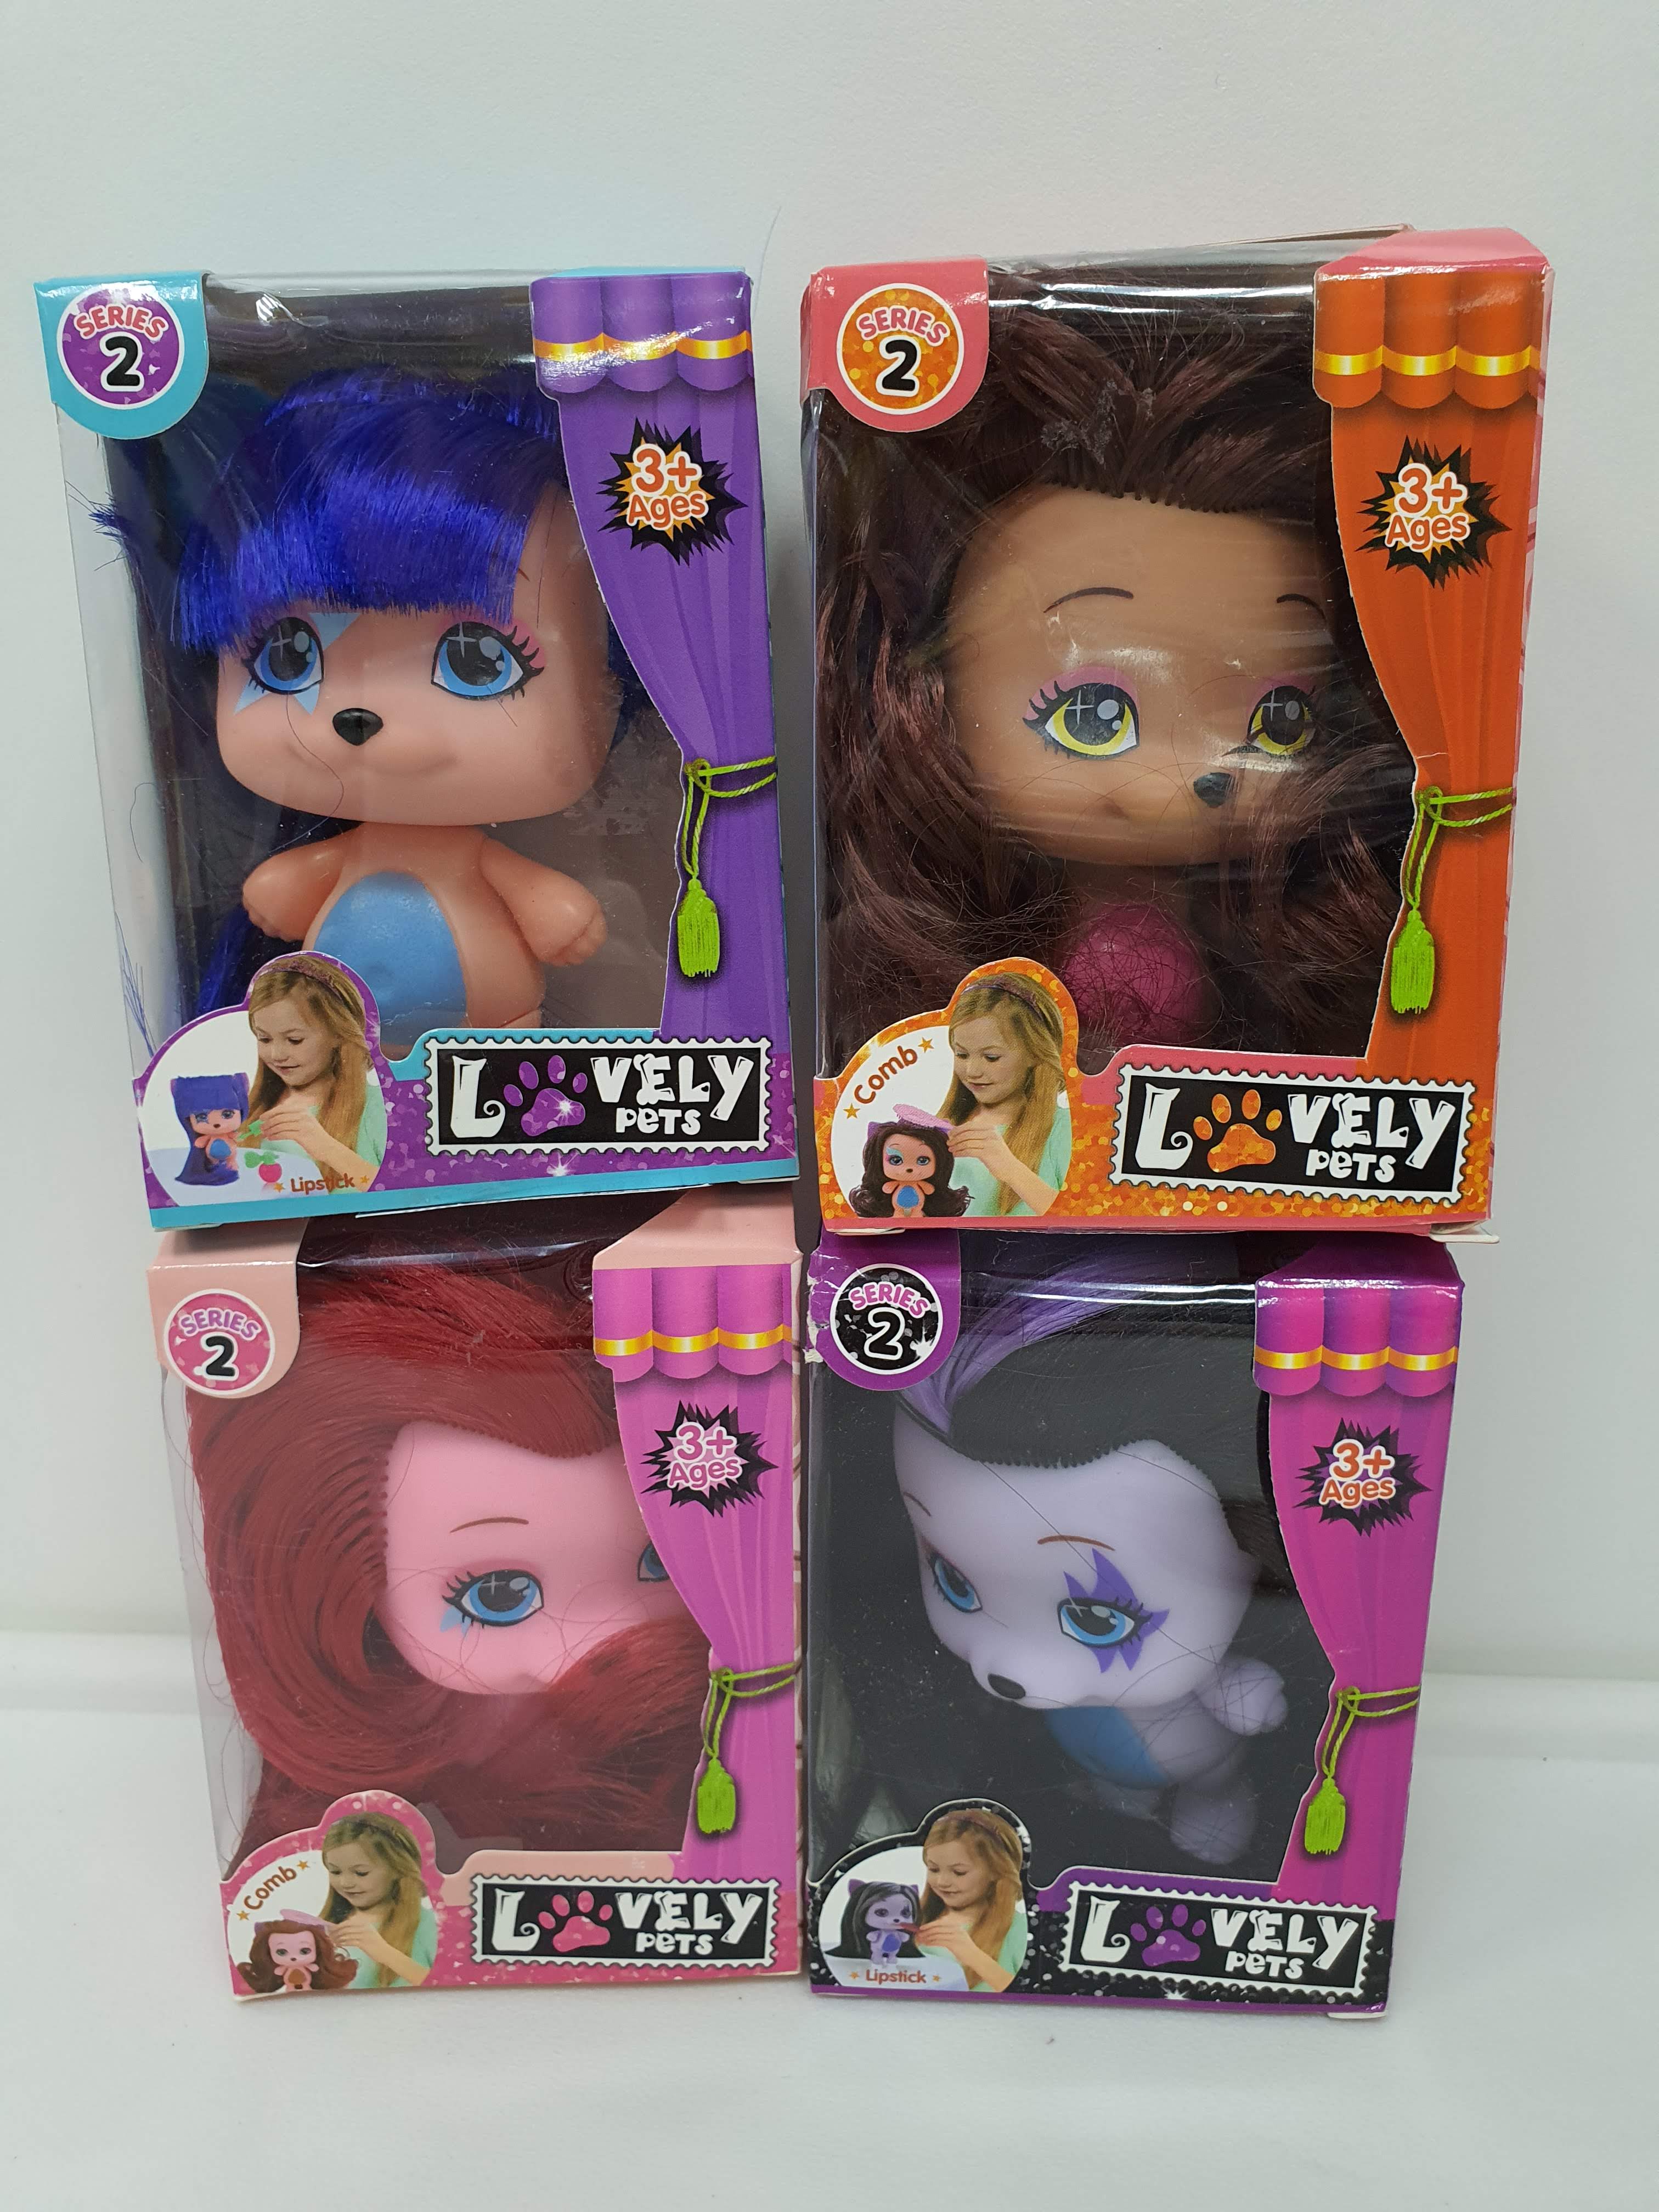 SERIES
2
3+
Ages
Lipstick
LOVELY
PETS
SERIES
2
3+
Ages
Comb
LOVELY
PETS
SERIES
2
3+
Ages
Comb
LOVELY
PETS
SERIES
2
3+
Ages
Lipstick
LOVELY
PETS